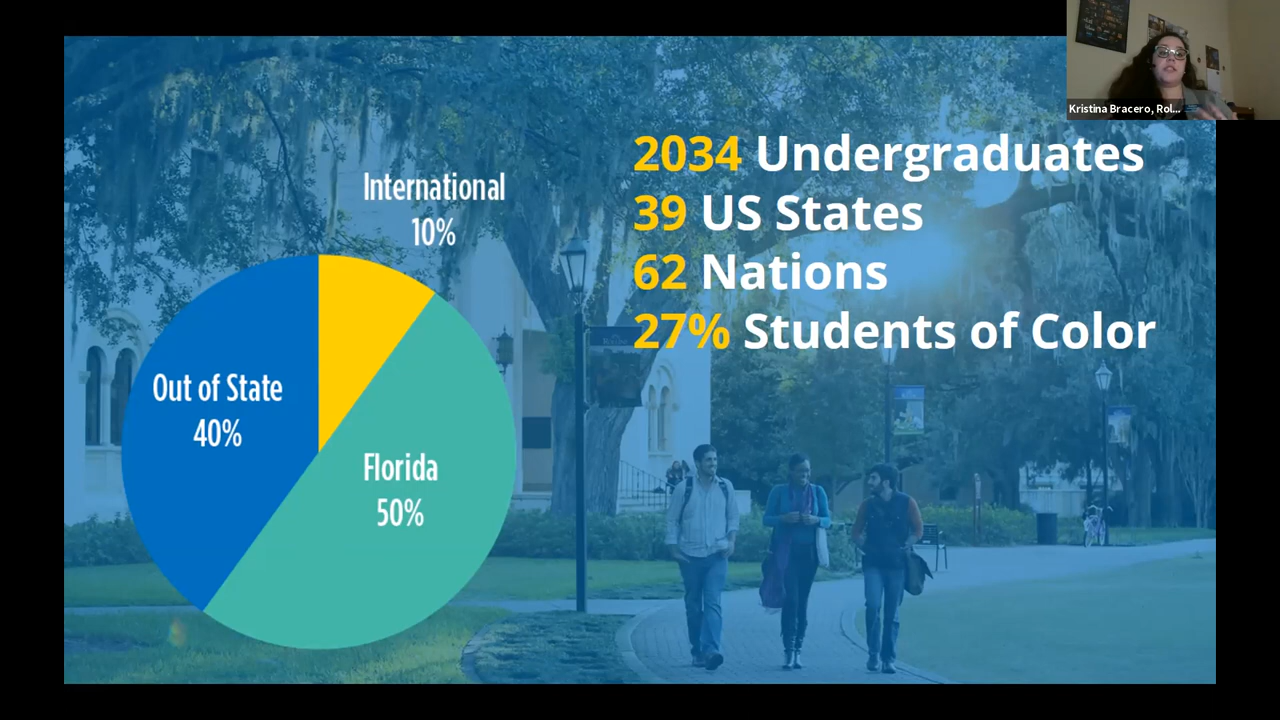 Kristina Bracero, Rol...
2034 Undergraduates
39 US States
62 Nations
27% Students of Color
International
10%
Out of State
40%
Florida
50%